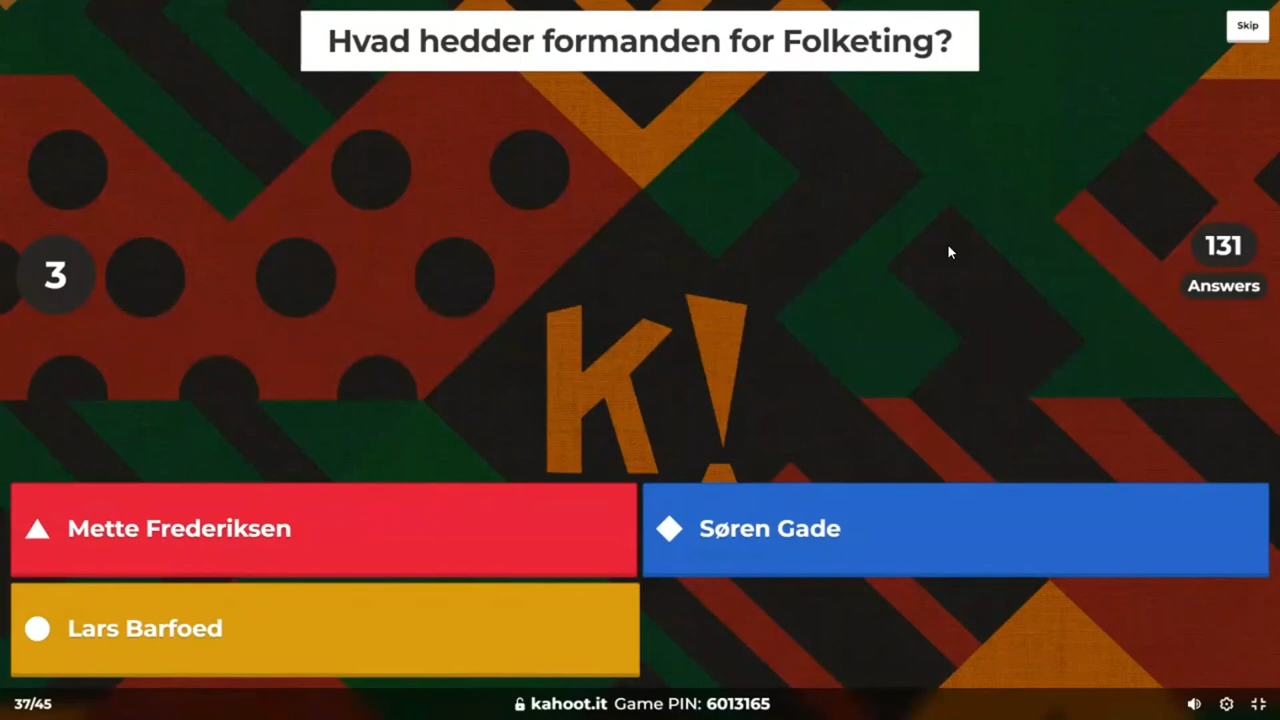 Hvad hedder formanden for Folketing?
Skip
3
131
Answers
K!
Mette Frederiksen
Søren Gade
Lars Barfoed
37/45
kahoot.it Game PIN: 6013165